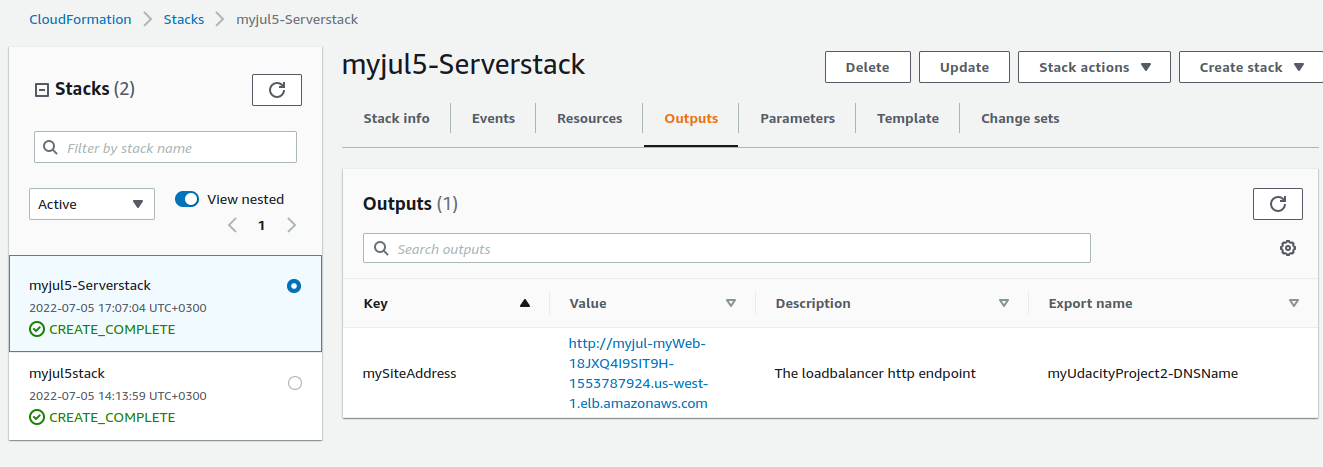 CloudFormation > Stacks > myjul5-Serverstack
Stacks (2)
Filter by stack name
Active
View nested
1
myjul5-Serverstack
2022-07-05 17:07:04 UTC+0300
CREATE_COMPLETE
myjul5stack
2022-07-05 14:13:59 UTC+0300
CREATE_COMPLETE
myjul5-Serverstack
Delete Update Stack actions Create stack
Stack info Events Resources Outputs Parameters Template Change sets
Outputs (1)
Search outputs
Key Value Description Export name
mySiteAddress
http://myjul-myWeb-
18JXQ4I9SIT9H-
1553787924.us-west-
1.elb.amazonaws.com
The loadbalancer http endpoint
myUdacityProject2-DNSName